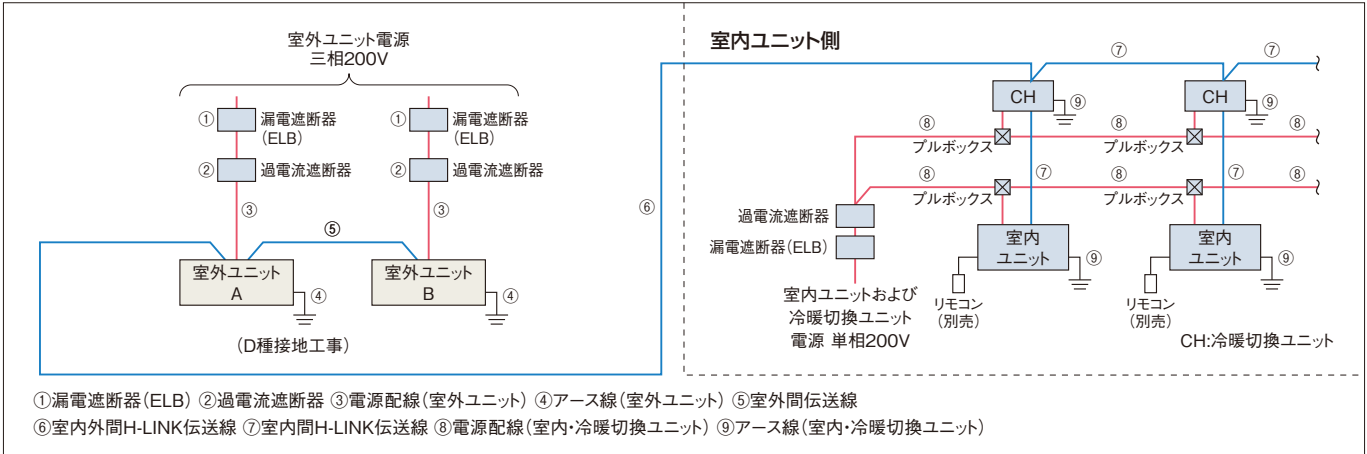 室外ユニット電源
三相200V
①
漏電遮断器
(ELB)
①
漏電遮断器
(ELB)
②
過電流遮断器
②
過電流遮断器
③
③
⑤
室外ユニット
A
室外ユニット
B
④
④
(D種接地工事)
⑥
室内ユニット側
⑦
⑦
CH
⑨
CH
⑨
⑧
⑧
⑧
プルボックス
プルボックス
⑧
⑦
⑧
⑦
⑧
プルボックス
プルボックス
過電流遮断器
漏電遮断器(ELB)
室内
ユニット
⑨
室内
ユニット
⑨
リモコン
(別売)
リモコン
(別売)
室内ユニットおよび
冷暖切換ユニット
電源 単相200V
CH:冷暖切換ユニット
①漏電遮断器(ELB) ②過電流遮断器 ③電源配線(室外ユニット) ④アース線(室外ユニット) ⑤室外間伝送線
⑥室内外間H-LINK伝送線 ⑦室内間H-LINK伝送線 ⑧電源配線(室内・冷暖切換ユニット) ⑨アース線(室内・冷暖切換ユニット)